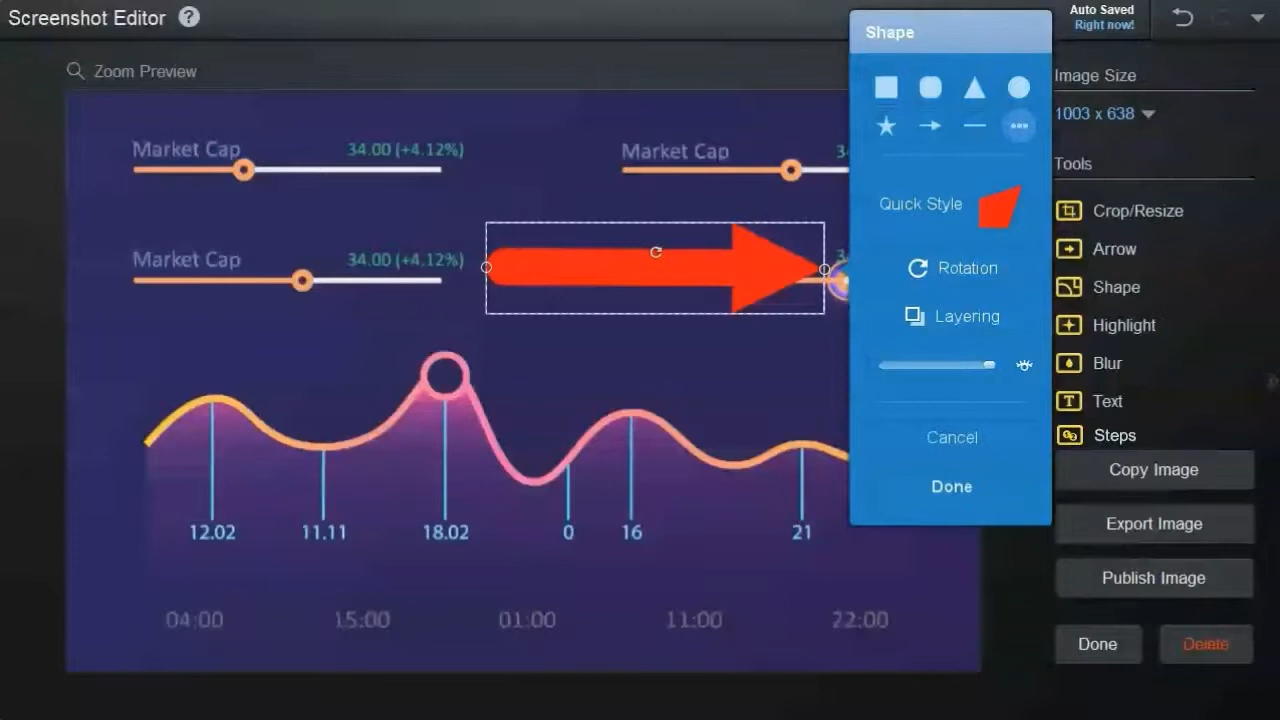 Screenshot Editor ?
Auto Saved
Right now!
Shape
Zoom Preview
Image Size
1003 x 638
Market Cap 34.00 (+4.12%)
Market Cap 3
Tools
Quick Style
Crop/Resize
Arrow
Market Cap 34.00 (+4.12%)
3
Rotation
Shape
Layering
Highlight
Blur
Text
Steps
Cancel
Copy Image
Done
Export Image
12.02 11.11 18.02 0 16 21
Publish Image
04:00 15:00 01:00 11:00 22:00
Done
Delete